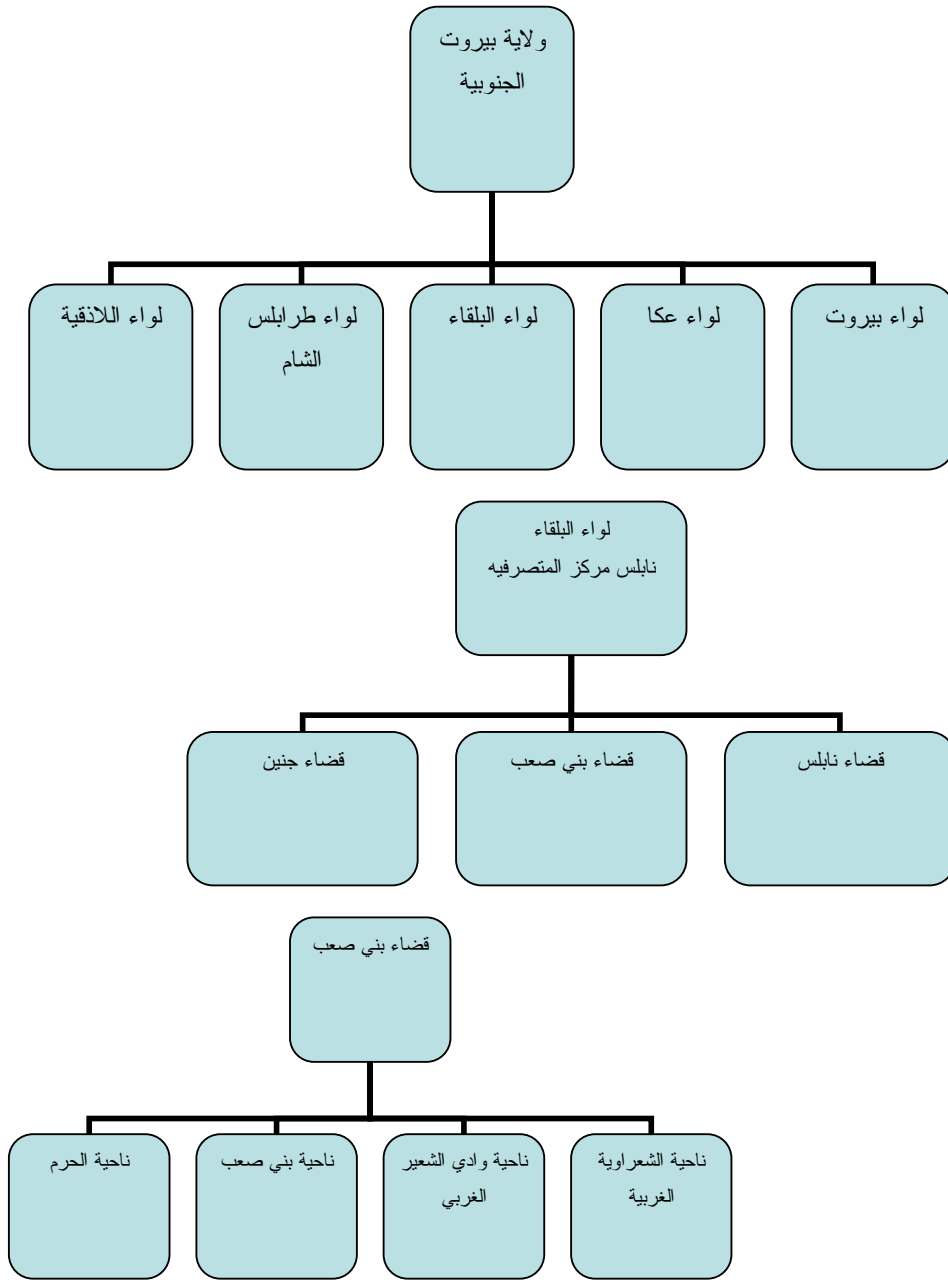 ولاية بيروت
الجنوبية
لواء بيروت
لواء عكا
لواء البلقاء
لواء طرابلس
الشام
لواء اللاذقية
لواء البلقاء
نابلس مركز المتصرفيه
قضاء نابلس
قضاء بني صعب
قضاء جنين
قضاء بني صعب
ناحية الشعراوية
الغربية
ناحية وادي الشعير
الغربي
ناحية بني صعب
ناحية الحرم